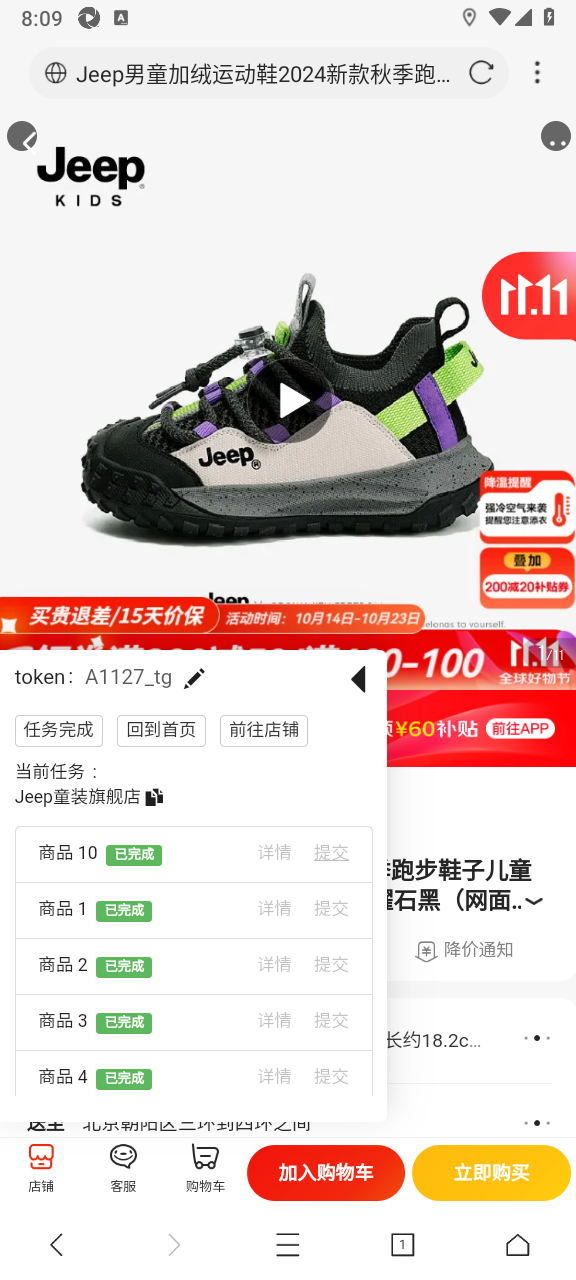 8:09
A
Jeep男童加绒运动鞋2024新款秋季跑...
Jeep
KIDS
11.11
Jeep
降温提醒
强冷空气来袭
提醒您注意添衣
叠加
200减20补贴券
买贵退差/15天价保 活动时间：10月14日-10月23日
belongs to yourself.
0-100
11.11
1/11
全球好物节
token: A1127_tg
¥60补贴 前往APP
任务完成 回到首页 前往店铺
当前任务：
Jeep童装旗舰店
商品 10 已完成 详情 提交
跑步鞋子儿童
商品 1 已完成 详情 提交
石黑（网面..
商品 2 已完成 详情 提交
降价通知
商品 3 已完成 详情 提交
长约18.2c...
商品 4 已完成 详情 提交
送至 北京朝阳区三环到四环之间
店铺 客服 购物车 加入购物车 立即购买
1